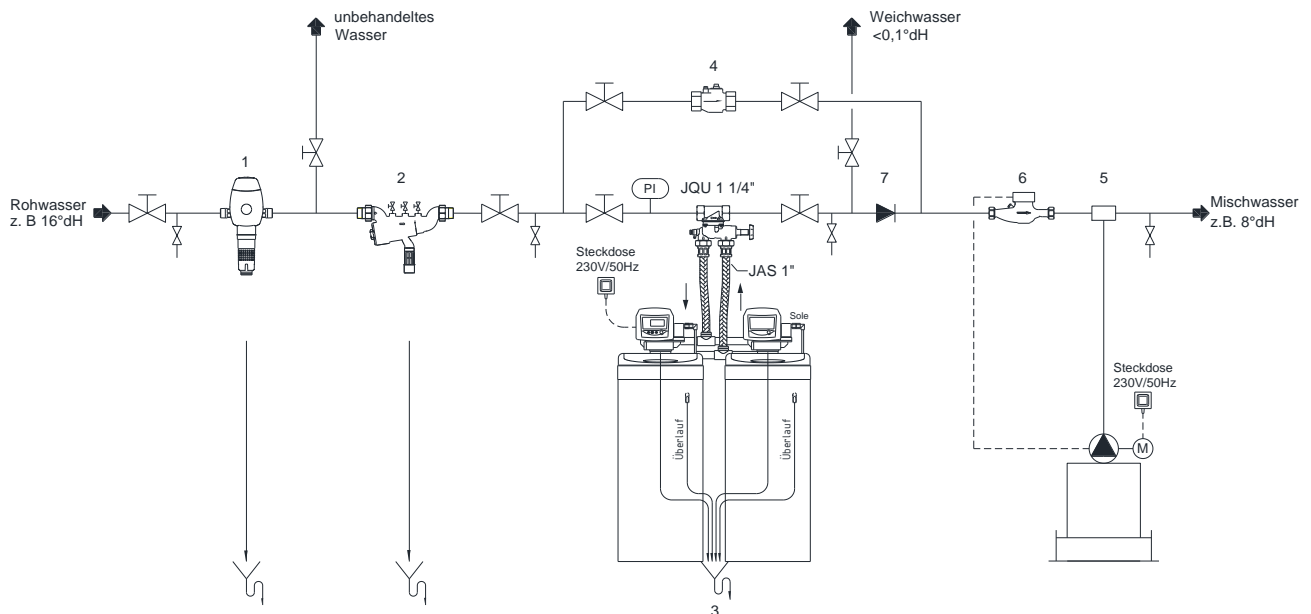 unbehandeltes
Wasser
Weichwasser
<0,1°dH
4
1
2
7
6
5
Rohwasser
z. B 16°dH
PI
JQU 1 1/4"
Mischwasser
z.B. 8°dH
Steckdose
230V/50Hz
JAS 1"
Sole
Steckdose
230V/50Hz
Überlauf
Überlauf
M
3